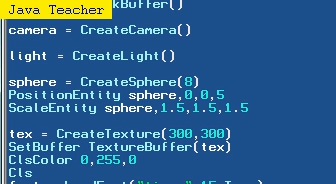 Java Teacher
kBuffer()
camera = CreateCamera()
light = CreateLight()
sphere = CreateSphere(8)
PositionEntity sphere,0,0,5
ScaleEntity sphere,1.5,1.5,1.5
tex = CreateTexture(300,300)
SetBuffer TextureBuffer(tex)
ClsColor 0,255,0
Cls